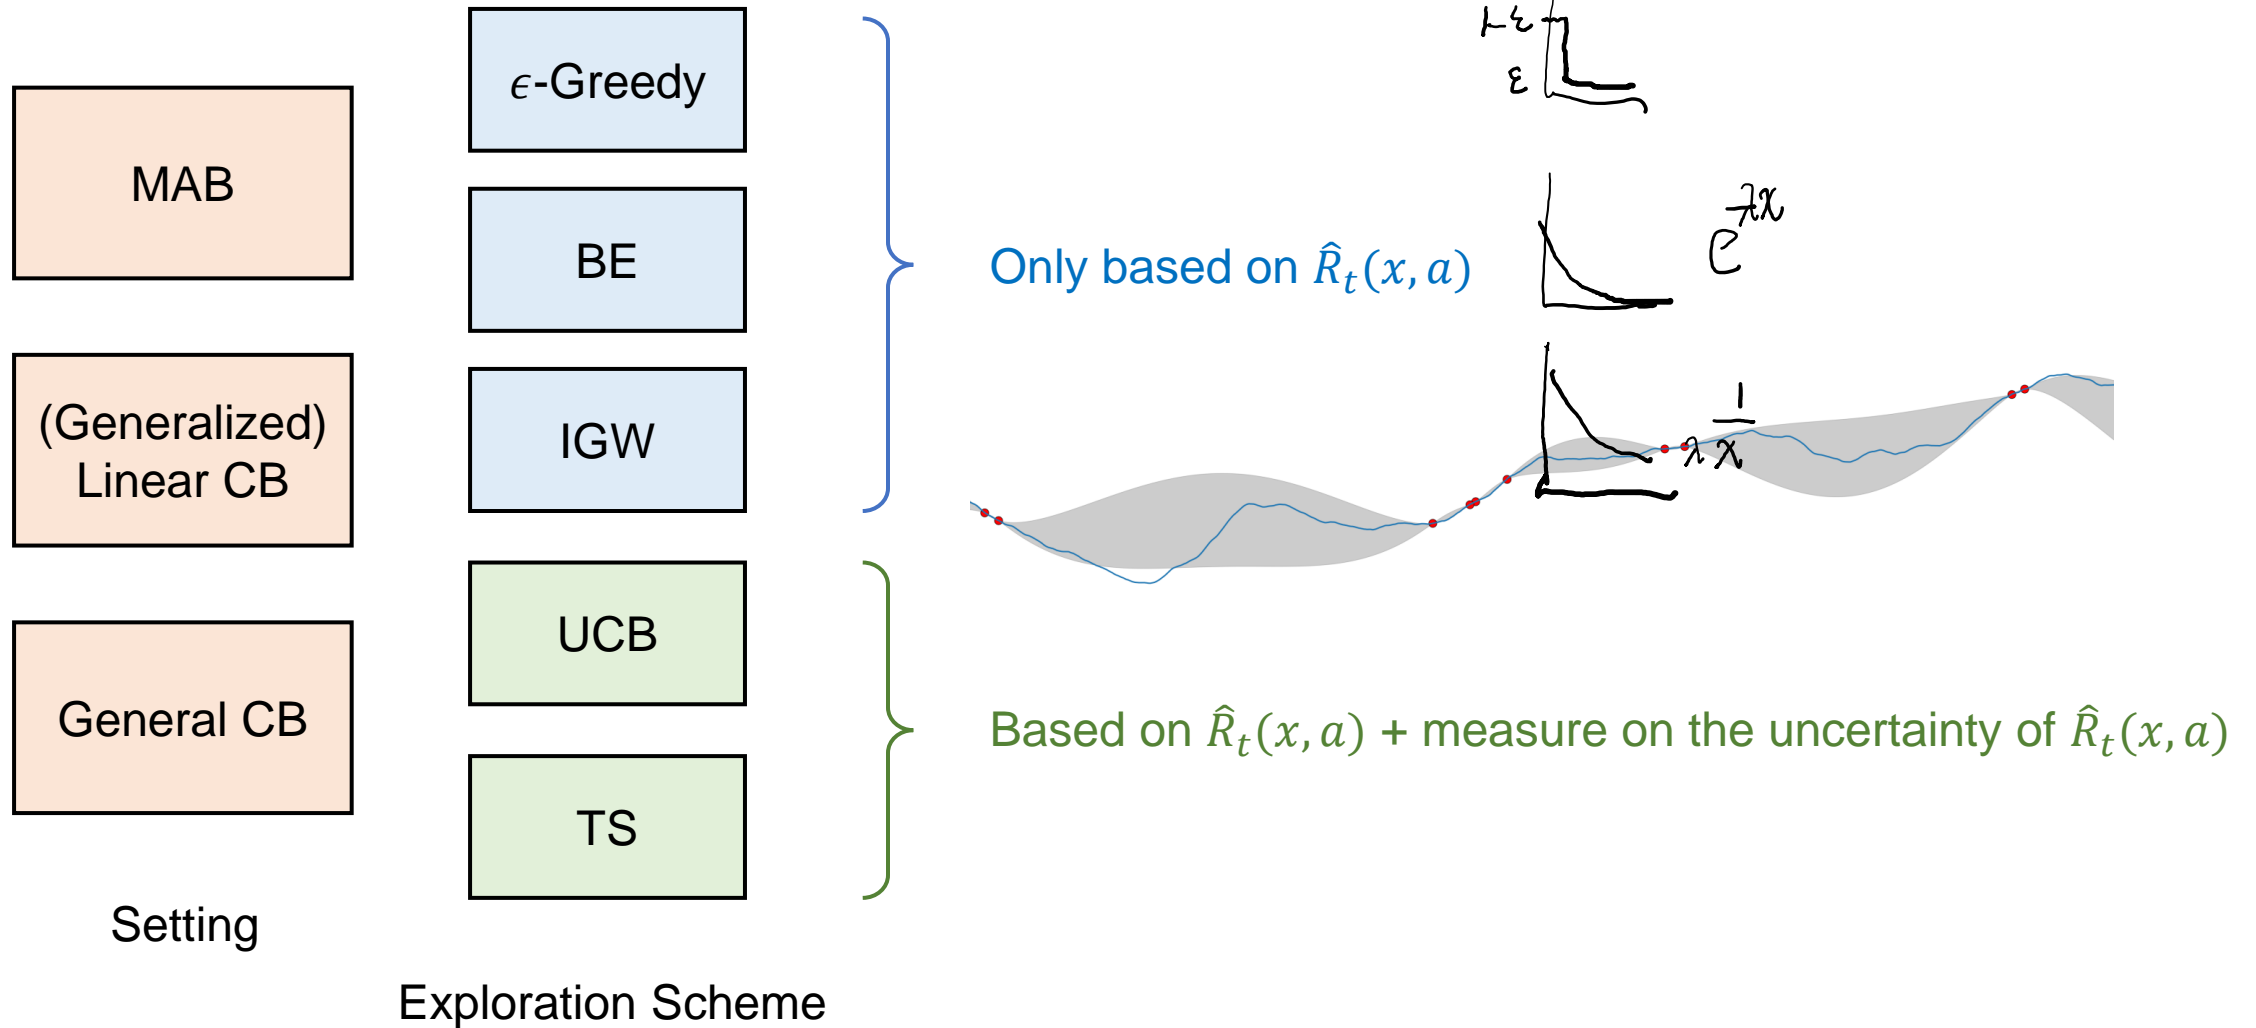 MAB
(Generalized)
Linear CB
General CB
Setting
ϵ-Greedy
BE
IGW
UCB
TS
Exploration Scheme
Only based on R̂ₜ(x, a)
Based on R̂ₜ(x, a) + measure on the uncertainty of R̂ₜ(x, a)
1-ε
ε
e^{-λx}
1
λx